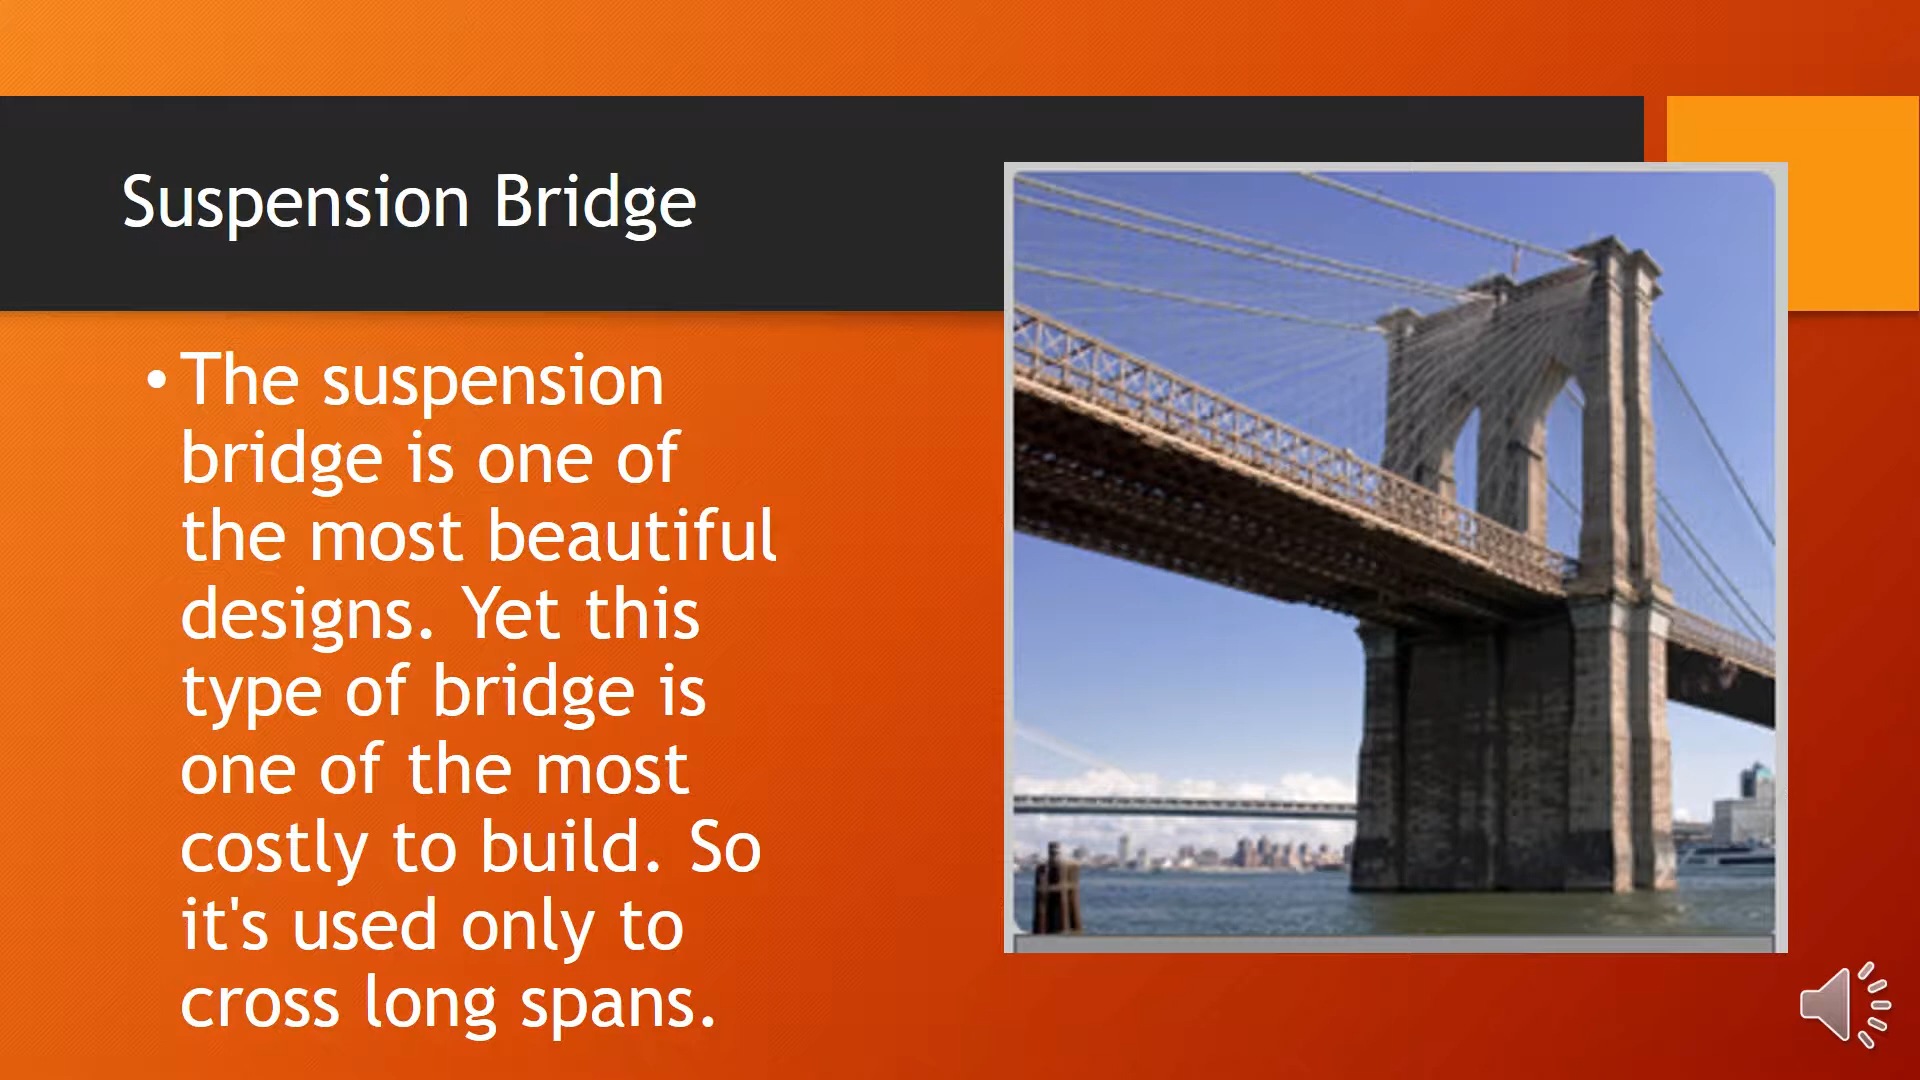 Suspension Bridge
•The suspension
bridge is one of
the most beautiful
designs. Yet this
type of bridge is
one of the most
costly to build. So
it's used only to
cross long spans.